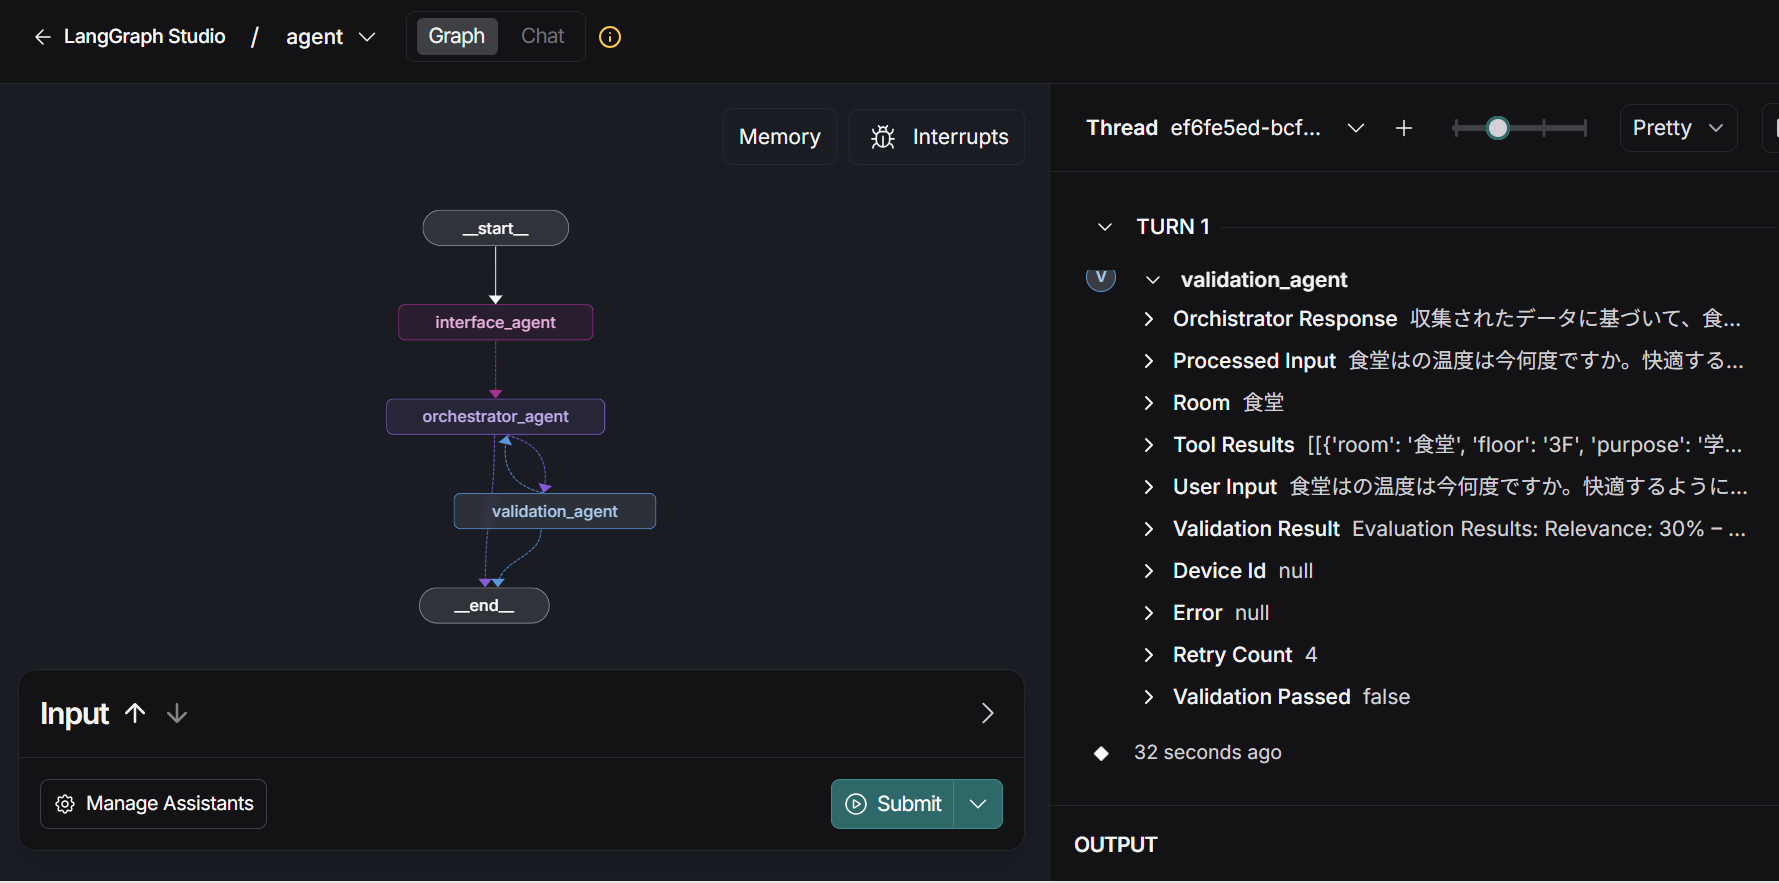 LangGraph Studio / agent Graph Chat
Memory Interrupts
__start__
interface_agent
orchestrator_agent
validation_agent
__end__
Input
Manage Assistants Submit
Thread ef6fe5ed-bcf... Pretty
TURN 1
V validation_agent
Orchistrator Response 収集されたデータに基づいて、食...
Processed Input 食堂はの温度は今何度ですか。快適する...
Room 食堂
Tool Results [[{'room': '食堂', 'floor': '3F', 'purpose': '学...
User Input 食堂はの温度は今何度ですか。快適するように...
Validation Result Evaluation Results: Relevance: 30% – ...
Device Id null
Error null
Retry Count 4
Validation Passed false
32 seconds ago
OUTPUT